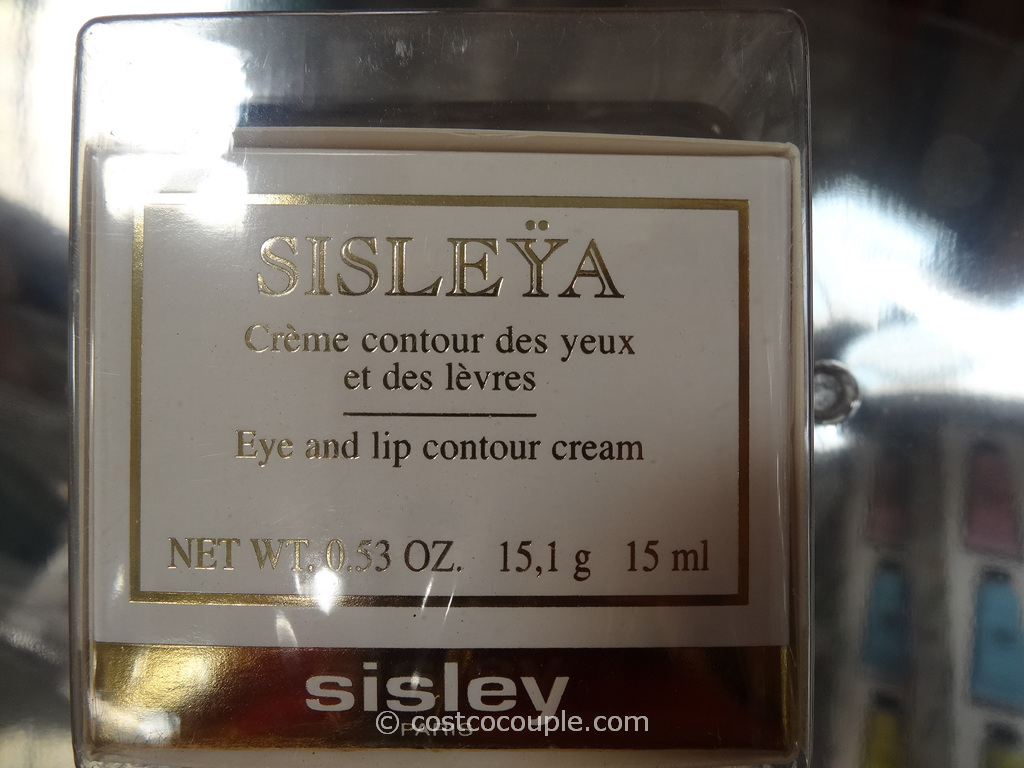 SISLEŸA
Crème contour des yeux
et des lèvres
Eye and lip contour cream
NET WT. 0.53 OZ. 15,1 g 15 ml
sisley
PARIS
© costcocouple.com